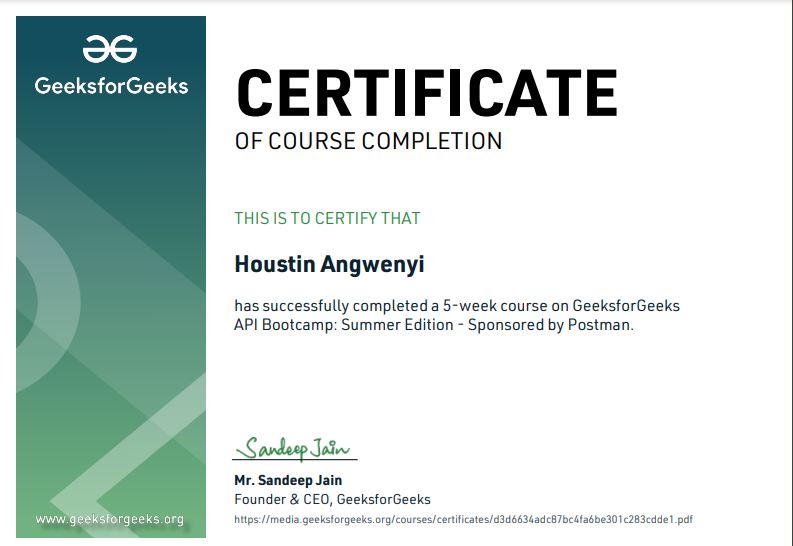 GeeksforGeeks
CERTIFICATE
OF COURSE COMPLETION
THIS IS TO CERTIFY THAT
Houstin Angwenyi
has successfully completed a 5-week course on GeeksforGeeks
API Bootcamp: Summer Edition - Sponsored by Postman.
Sandeep Jain
Mr. Sandeep Jain
Founder & CEO, GeeksforGeeks
https://media.geeksforgeeks.org/courses/certificates/d3d6634adc87bc4fa6be301c283cdde1.pdf
www.geeksforgeeks.org